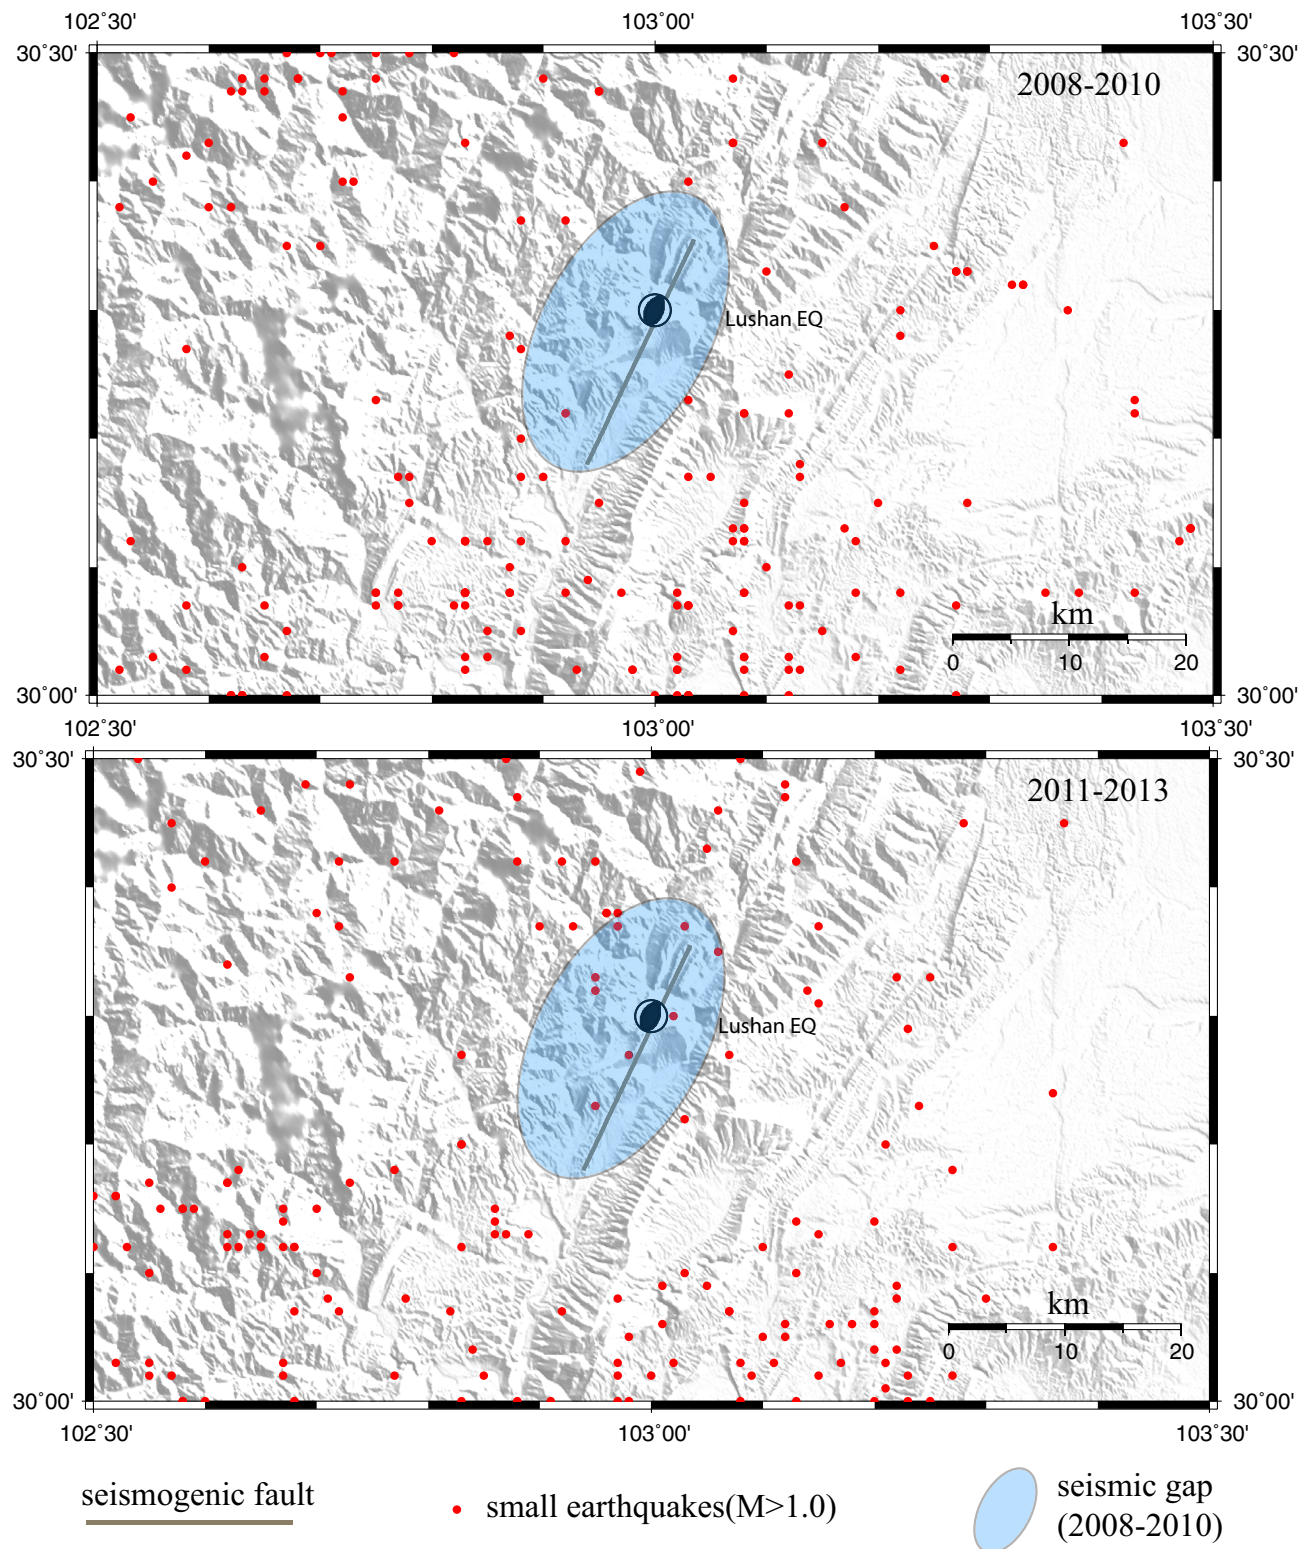 102˚30' 103˚00' 103˚30'
30˚30' 30˚30'
2008-2010
Lushan EQ
km
0 10 20
30˚00' 30˚00'
102˚30' 103˚00' 103˚30'
30˚30' 30˚30'
2011-2013
Lushan EQ
km
0 10 20
30˚00' 30˚00'
102˚30' 103˚00' 103˚30'
seismogenic fault
small earthquakes(M>1.0)
seismic gap
(2008-2010)